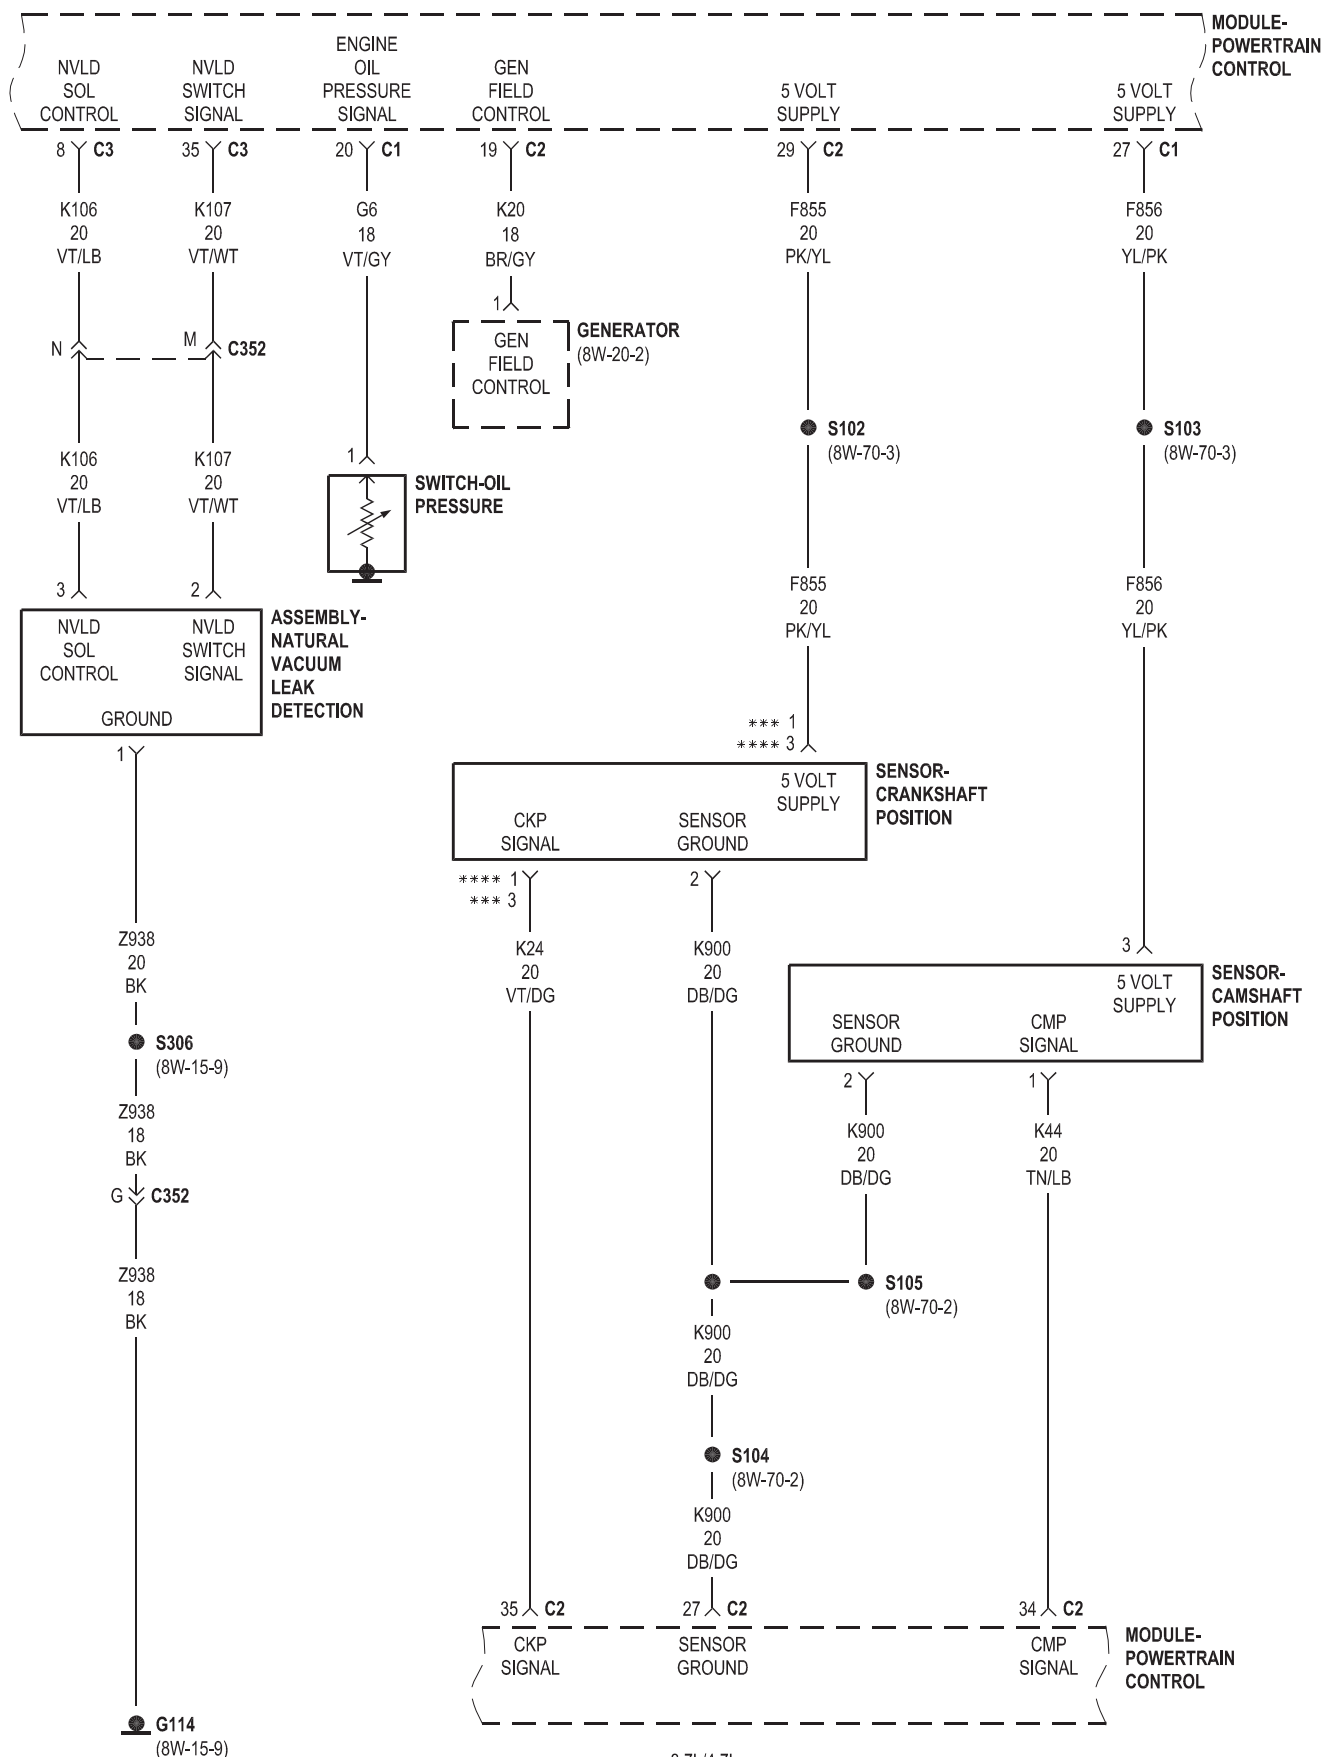 MODULE-
POWERTRAIN
CONTROL
NVLD
SOL
CONTROL
NVLD
SWITCH
SIGNAL
ENGINE
OIL
PRESSURE
SIGNAL
GEN
FIELD
CONTROL
5 VOLT
SUPPLY
5 VOLT
SUPPLY
8 C3
35 C3
20 C1
19 C2
29 C2
27 C1
K106
20
VT/LB
K107
20
VT/WT
G6
18
VT/GY
K20
18
BR/GY
F855
20
PK/YL
F856
20
YL/PK
N
M
C352
1
GEN
FIELD
CONTROL
GENERATOR
(8W-20-2)
S102
(8W-70-3)
S103
(8W-70-3)
K106
20
VT/LB
K107
20
VT/WT
1
SWITCH-OIL
PRESSURE
3
2
NVLD
SOL
CONTROL
NVLD
SWITCH
SIGNAL
GROUND
ASSEMBLY-
NATURAL
VACUUM
LEAK
DETECTION
F855
20
PK/YL
F856
20
YL/PK
1
*** 1
**** 3
5 VOLT
SUPPLY
CKP
SIGNAL
SENSOR
GROUND
SENSOR-
CRANKSHAFT
POSITION
**** 1
*** 3
2
Z938
20
BK
K24
20
VT/DG
K900
20
DB/DG
3
5 VOLT
SUPPLY
SENSOR
GROUND
CMP
SIGNAL
SENSOR-
CAMSHAFT
POSITION
S306
(8W-15-9)
2
1
Z938
18
BK
K900
20
DB/DG
K44
20
TN/LB
G C352
Z938
18
BK
S105
(8W-70-2)
K900
20
DB/DG
S104
(8W-70-2)
K900
20
DB/DG
35 C2
27 C2
34 C2
CKP
SIGNAL
SENSOR
GROUND
CMP
SIGNAL
MODULE-
POWERTRAIN
CONTROL
G114
(8W-15-9)